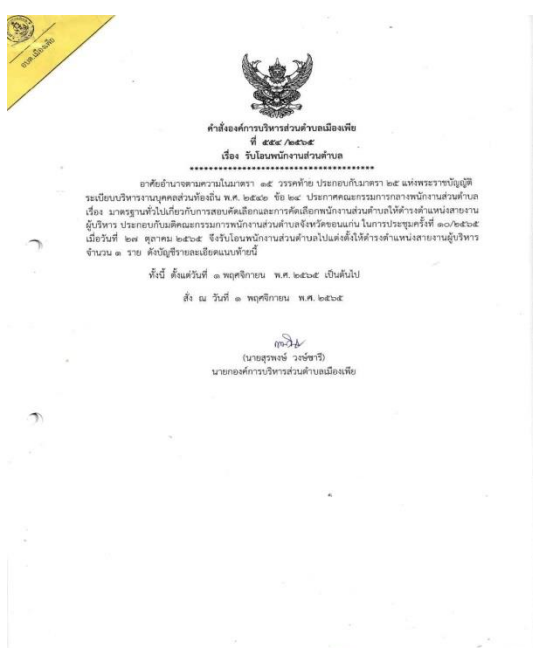 อบต.เมืองเพีย
คำสั่งองค์การบริหารส่วนตำบลเมืองเพีย
ที่ ๕๕๔ /๒๕๖๕
เรื่อง รับโอนพนักงานส่วนตำบล
****************************************
อาศัยอำนาจตามความในมาตรา ๑๕ วรรคท้าย ประกอบกับมาตรา ๒๕ แห่งพระราชบัญญัติ
ระเบียบบริหารงานบุคคลส่วนท้องถิ่น พ.ศ. ๒๕๔๒ ข้อ ๒๔ ประกาศคณะกรรมการกลางพนักงานส่วนตำบล
เรื่อง มาตรฐานทั่วไปเกี่ยวกับการสอบคัดเลือกและการคัดเลือกพนักงานส่วนตำบลให้ดำรงตำแหน่งสายงาน
ผู้บริหาร ประกอบกับมติคณะกรรมการพนักงานส่วนตำบลจังหวัดขอนแก่น ในการประชุมครั้งที่ ๑๐/๒๕๖๕
เมื่อวันที่ ๒๗ ตุลาคม ๒๕๖๕ จึงรับโอนพนักงานส่วนตำบลไปแต่งตั้งให้ดำรงตำแหน่งสายงานผู้บริหาร
จำนวน ๑ ราย ดังบัญชีรายละเอียดแนบท้ายนี้
ทั้งนี้ ตั้งแต่วันที่ ๑ พฤศจิกายน พ.ศ. ๒๕๖๕ เป็นต้นไป
สั่ง ณ วันที่ ๑ พฤศจิกายน พ.ศ. ๒๕๖๕
(นายสุรพงษ์ วงษ์ชารี)
นายกองค์การบริหารส่วนตำบลเมืองเพีย